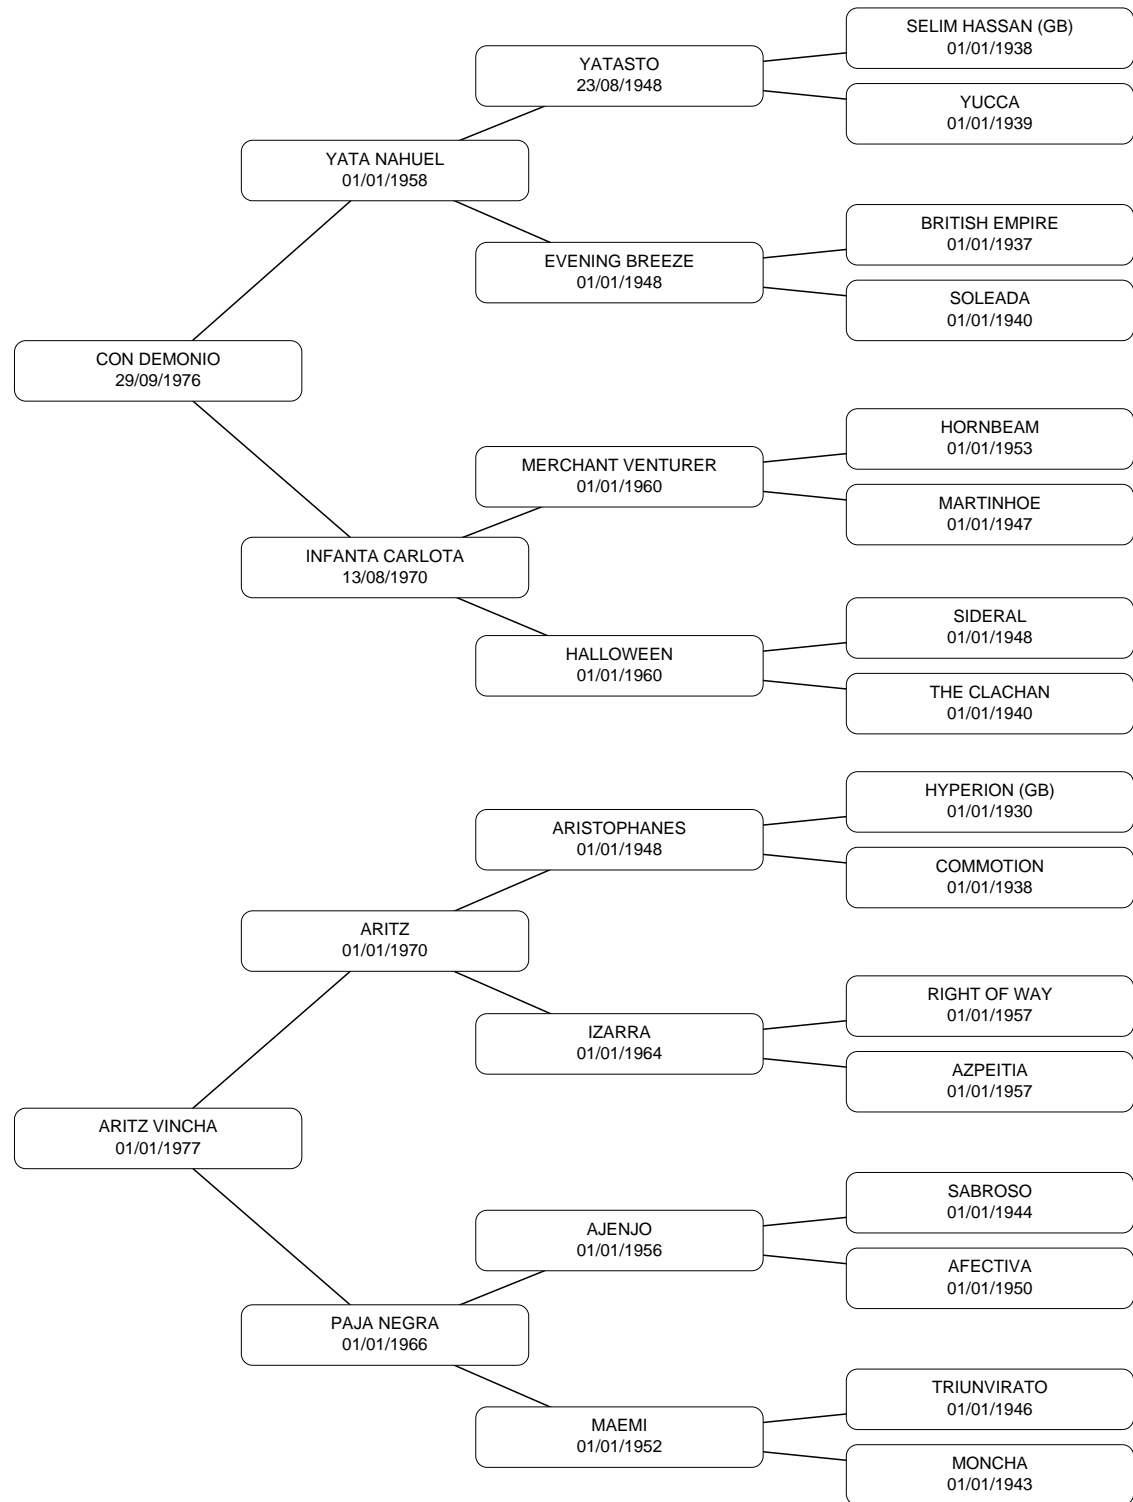 SELIM HASSAN (GB)
01/01/1938
YATASTO
23/08/1948
YUCCA
01/01/1939
YATA NAHUEL
01/01/1958
BRITISH EMPIRE
01/01/1937
EVENING BREEZE
01/01/1948
SOLEADA
01/01/1940
CON DEMONIO
29/09/1976
HORNBEAM
01/01/1953
MERCHANT VENTURER
01/01/1960
MARTINHOE
01/01/1947
INFANTA CARLOTA
13/08/1970
SIDERAL
01/01/1948
HALLOWEEN
01/01/1960
THE CLACHAN
01/01/1940
HYPERION (GB)
01/01/1930
ARISTOPHANES
01/01/1948
COMMOTION
01/01/1938
ARITZ
01/01/1970
RIGHT OF WAY
01/01/1957
IZARRA
01/01/1964
AZPEITIA
01/01/1957
ARITZ VINCHA
01/01/1977
SABROSO
01/01/1944
AJENJO
01/01/1956
AFECTIVA
01/01/1950
PAJA NEGRA
01/01/1966
TRIUNVIRATO
01/01/1946
MAEMI
01/01/1952
MONCHA
01/01/1943